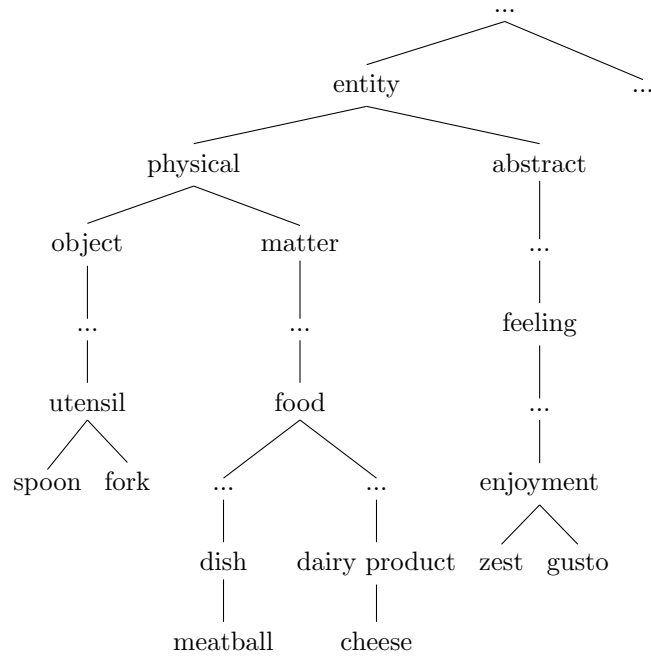 ...
entity ...
physical abstract
object matter ...
... ... feeling
utensil food ...
spoon fork ... ... enjoyment
dish dairy product zest gusto
meatball cheese